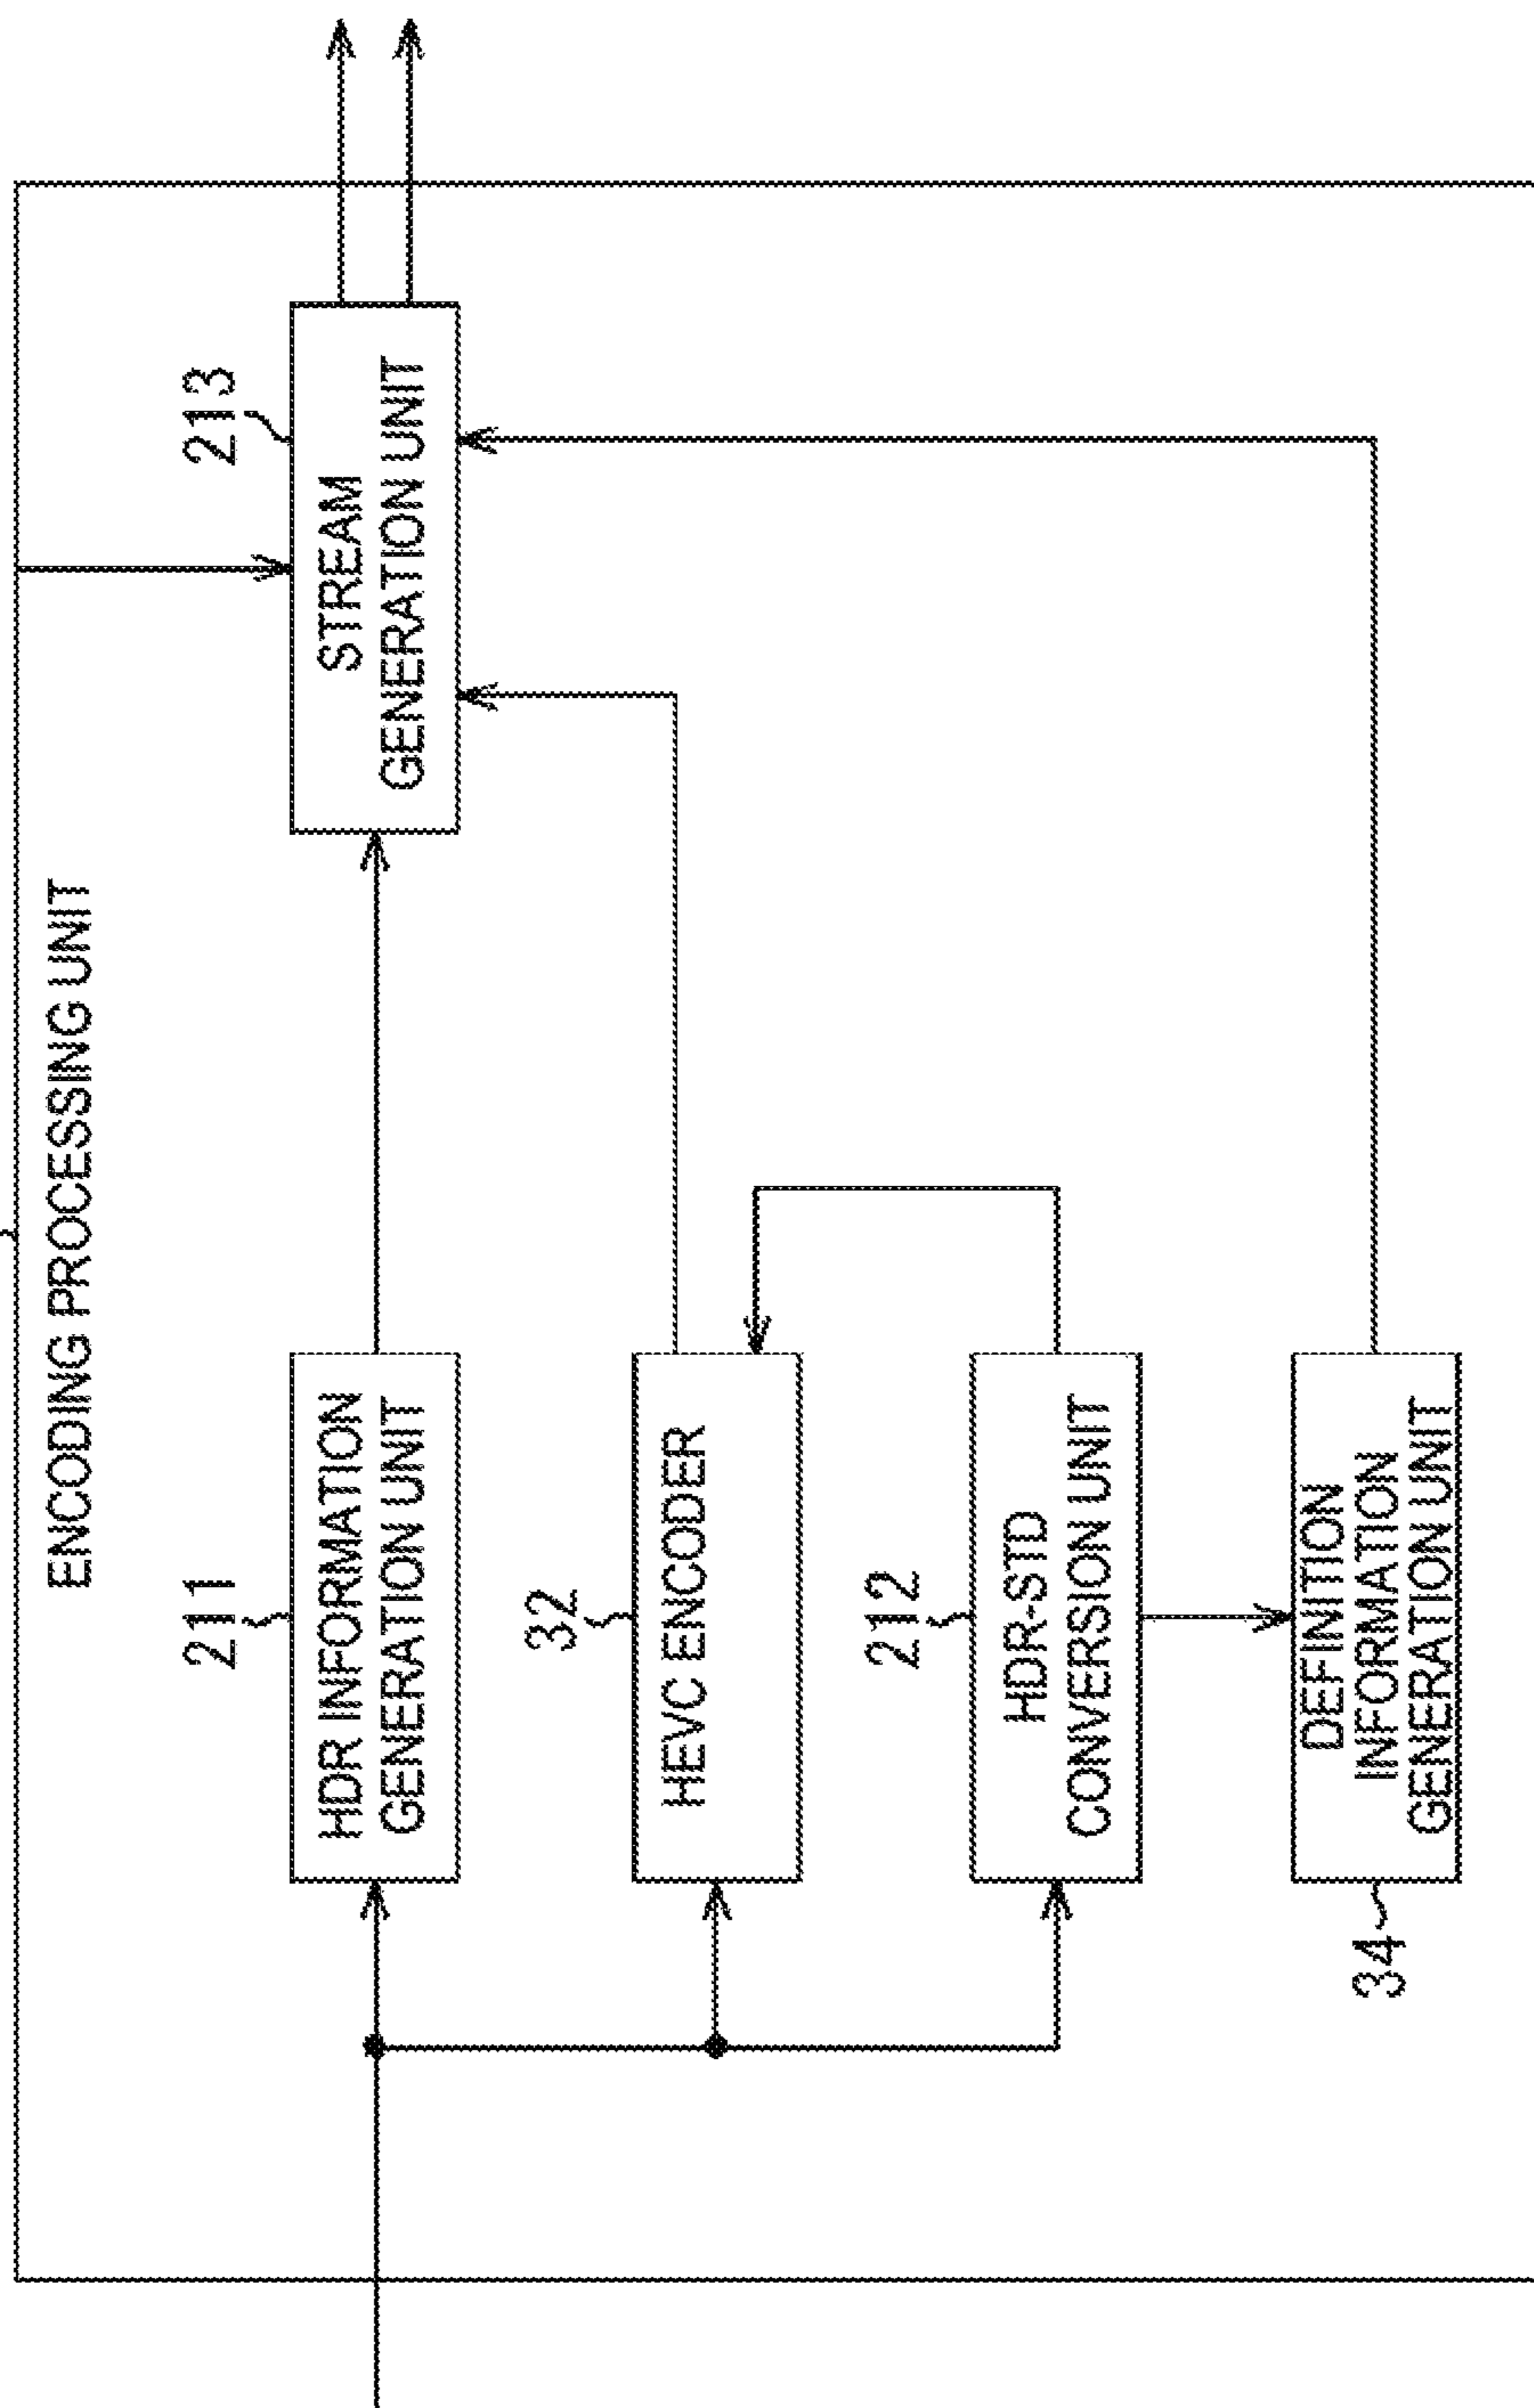 ENCODING PROCESSING UNIT
211
HDR INFORMATION
GENERATION UNIT
213
STREAM
GENERATION UNIT
32
HEVC ENCODER
212
HDR-STD
CONVERSION UNIT
34
DEFINITION
INFORMATION
GENERATION UNIT